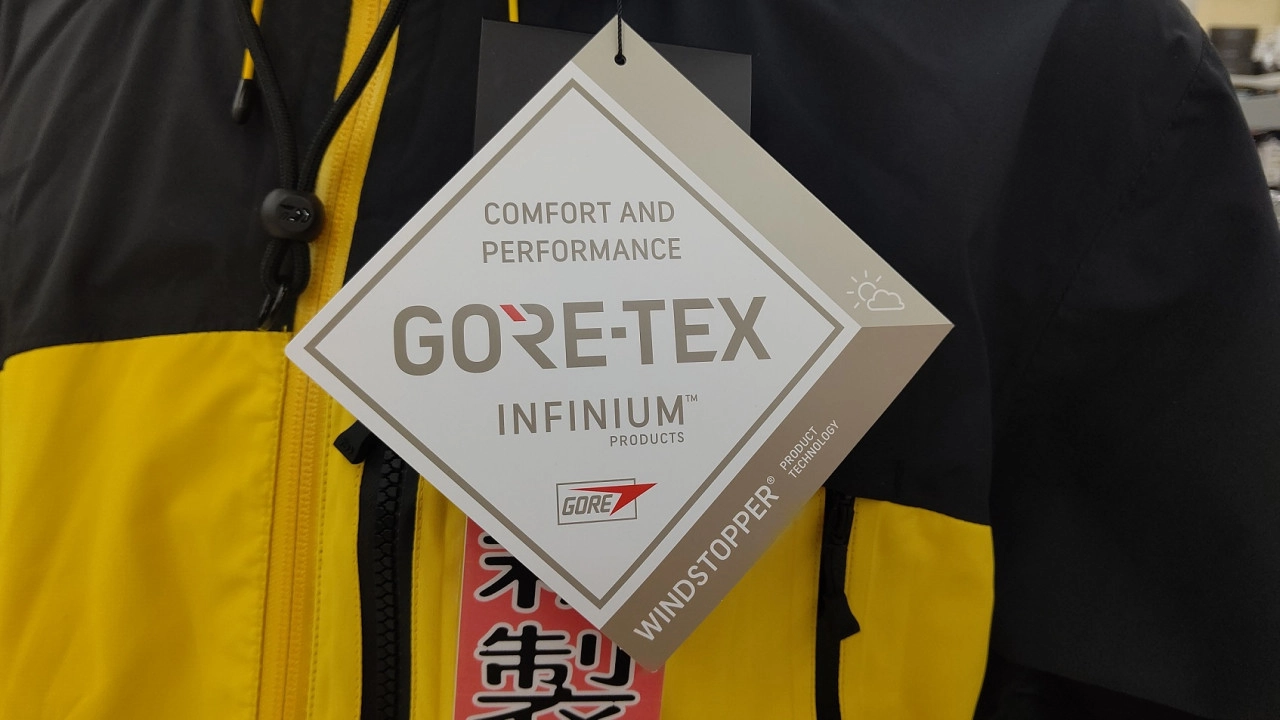 COMFORT AND
PERFORMANCE
GORE-TEX
INFINIUM™
PRODUCTS
GORE
WINDSTOPPER®
PRODUCT
TECHNOLOGY
製